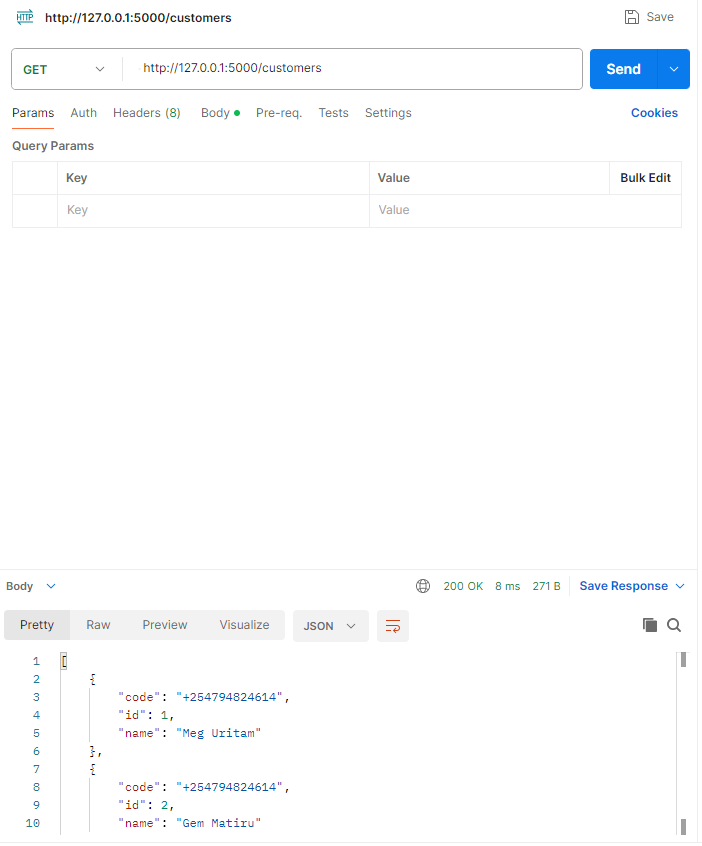 HTTP http://127.0.0.1:5000/customers Save
GET http://127.0.0.1:5000/customers Send
Params Auth Headers (8) Body Pre-req. Tests Settings Cookies
Query Params
Key Value Bulk Edit
Key Value
Body 200 OK 8 ms 271 B Save Response
Pretty Raw Preview Visualize JSON
1 [
2 {
3 "code": "+254794824614",
4 "id": 1,
5 "name": "Meg Uritam"
6 },
7 {
8 "code": "+254794824614",
9 "id": 2,
10 "name": "Gem Matiru"